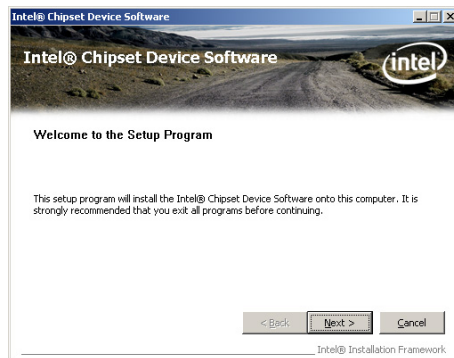 Intel® Chipset Device Software
Intel® Chipset Device Software
intel
Welcome to the Setup Program
This setup program will install the Intel® Chipset Device Software onto this computer. It is
strongly recommended that you exit all programs before continuing.
< Back
Next >
Cancel
Intel® Installation Framework